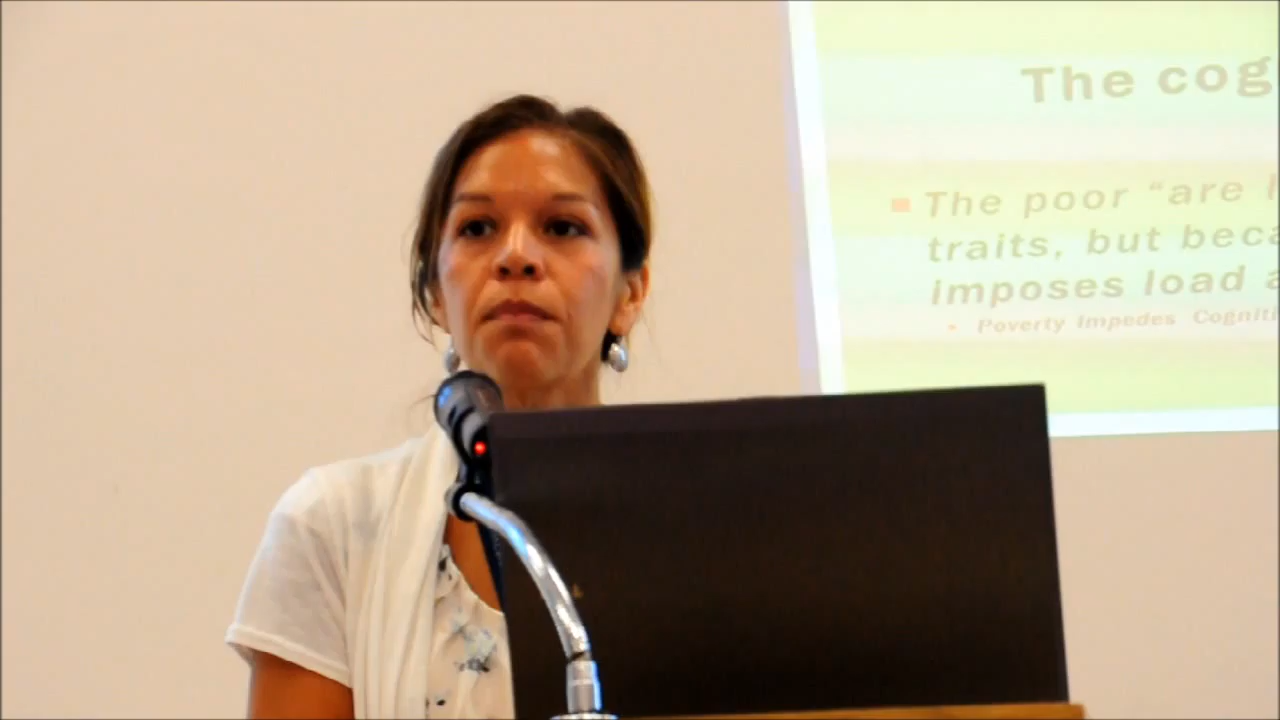 The cog
The poor “are
traits, but beca
imposes load a
Poverty Impedes Cogniti